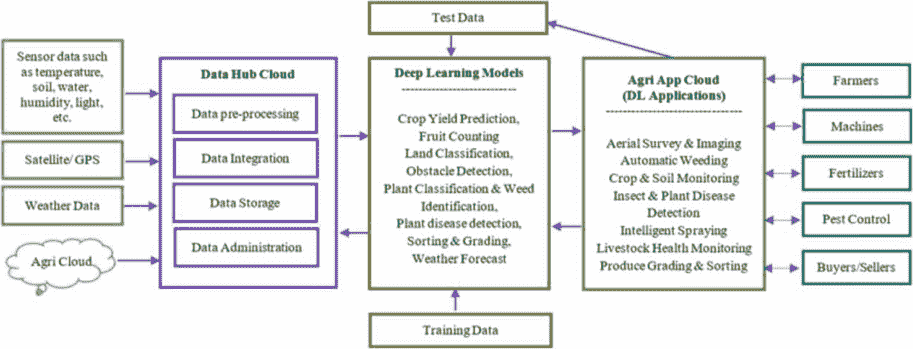 Test Data
Sensor data such
as temperature,
soil, water,
humidity, light,
etc.
Satellite/ GPS
Weather Data
Agri Cloud
Data Hub Cloud
Data pre-processing
Data Integration
Data Storage
Data Administration
Deep Learning Models
Crop Yield Prediction,
Fruit Counting
Land Classification,
Obstacle Detection,
Plant Classification & Weed
Identification,
Plant disease detection,
Sorting & Grading,
Weather Forecast
Training Data
Agri App Cloud
(DL Applications)
Aerial Survey & Imaging
Automatic Weeding
Crop & Soil Monitoring
Insect & Plant Disease
Detection
Intelligent Spraying
Livestock Health Monitoring
Produce Grading & Sorting
Farmers
Machines
Fertilizers
Pest Control
Buyers/Sellers